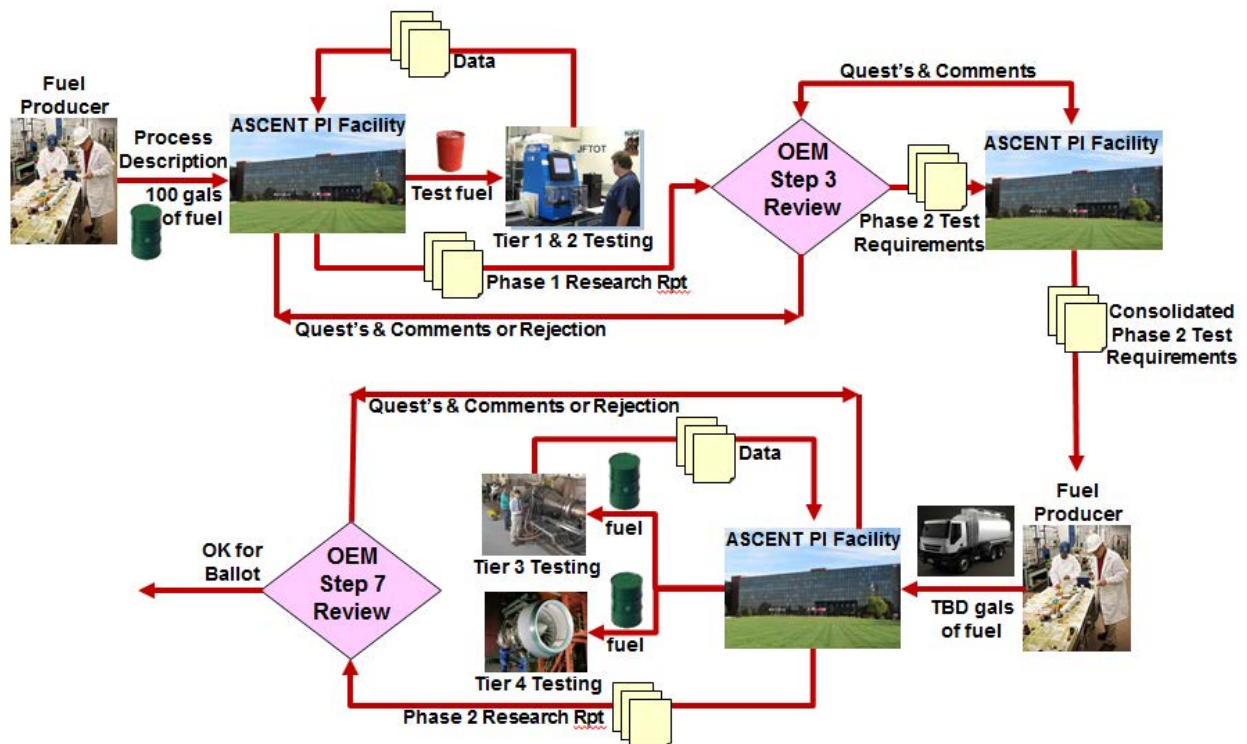 Data
Fuel
Producer
Process
Description
100 gals
of fuel
ASCENT PI Facility
Test fuel
JFTOT
Tier 1 & 2 Testing
Phase 1 Research Rpt
Quest's & Comments or Rejection
Quest's & Comments
OEM
Step 3
Review
Phase 2 Test
Requirements
ASCENT PI Facility
Consolidated
Phase 2 Test
Requirements
Fuel
Producer
TBD gals
of fuel
ASCENT PI Facility
Quest's & Comments or Rejection
Data
fuel
Tier 3 Testing
fuel
Tier 4 Testing
Phase 2 Research Rpt
OEM
Step 7
Review
OK for
Ballot